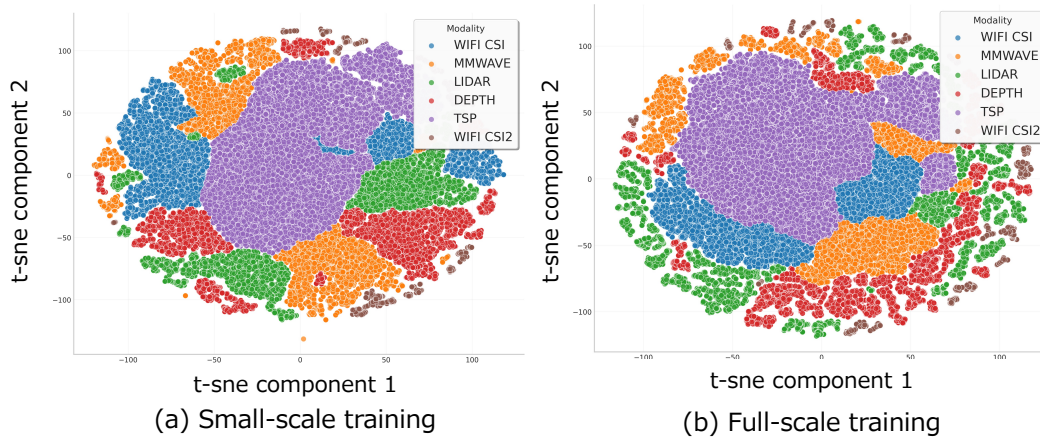 Modality
WIFI CSI
MMWAVE
LIDAR
DEPTH
TSP
WIFI CSI2
100
50
0
−50
−100
−100
−50
0
50
100
t-sne component 2
t-sne component 1
(a) Small-scale training
Modality
WIFI CSI
MMWAVE
LIDAR
DEPTH
TSP
WIFI CSI2
100
50
0
−50
−100
−100
−50
0
50
100
t-sne component 2
t-sne component 1
(b) Full-scale training